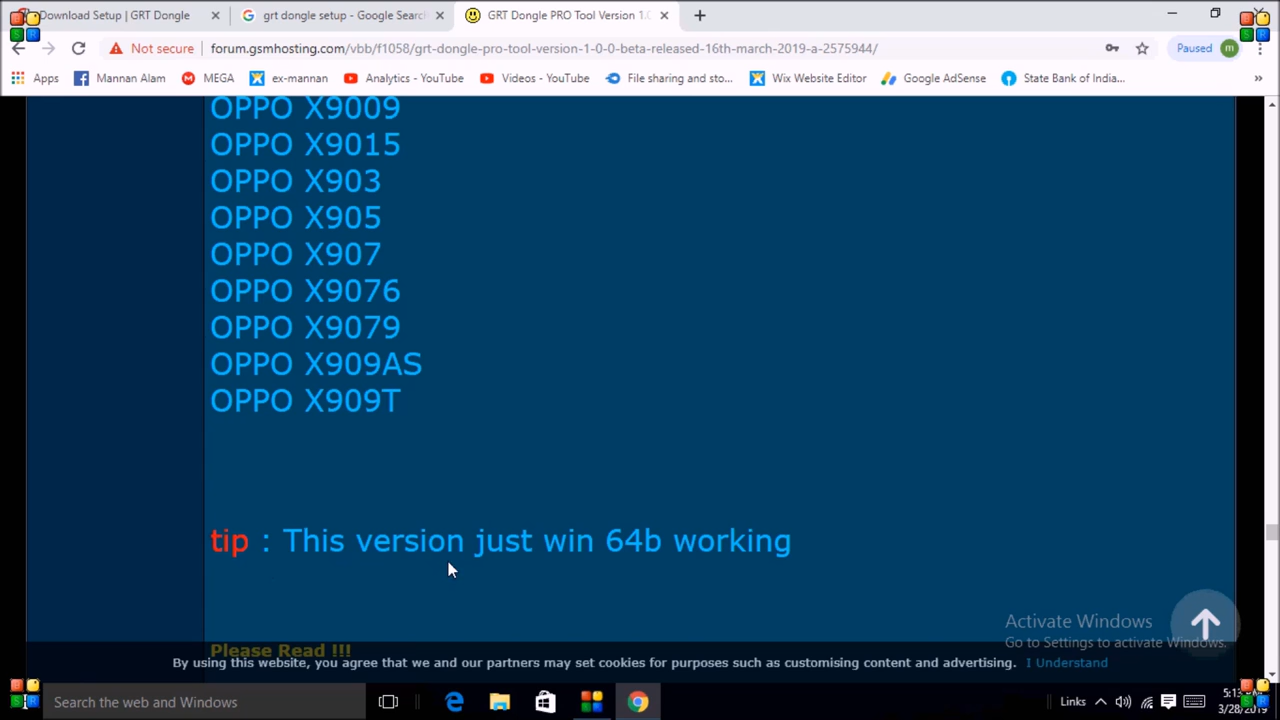 Download Setup | GRT Dongle
grt dongle setup - Google Search
GRT Dongle PRO Tool Version 1.0
Not secure
forum.gsmhosting.com/vbb/f1058/grt-dongle-pro-tool-version-1-0-0-beta-released-16th-march-2019-a-2575944/
Paused
m
Apps
Mannan Alam
MEGA
ex-mannan
Analytics - YouTube
Videos - YouTube
File sharing and sto...
Wix Website Editor
Google AdSense
State Bank of India...
»
OPPO X9009
OPPO X9015
OPPO X903
OPPO X905
OPPO X907
OPPO X9076
OPPO X9079
OPPO X909AS
OPPO X909T
tip : This version just win 64b working
Activate Windows
Go to Settings to activate Windows.
Please Read !!!
By using this website, you agree that we and our partners may set cookies for purposes such as customising content and advertising. I Understand
Search the web and Windows
Links
5:13
3/28/2019